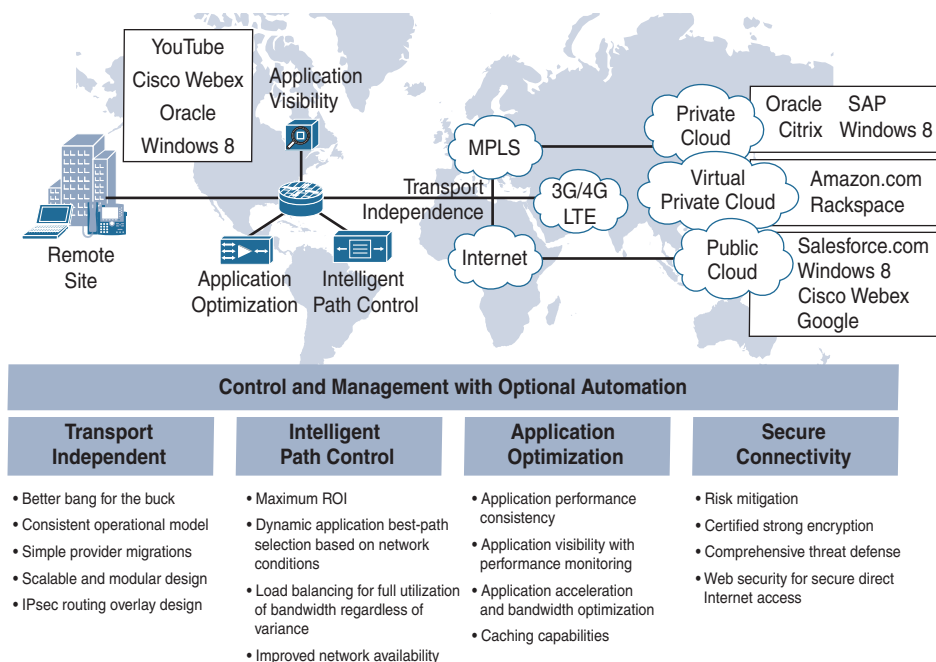 YouTube
Cisco Webex
Oracle
Windows 8
Application
Visibility
Remote
Site
Application
Optimization
Intelligent
Path Control
Transport
Independence
MPLS
3G/4G
LTE
Internet
Private
Cloud
Oracle SAP
Citrix Windows 8
Virtual
Private Cloud
Amazon.com
Rackspace
Public
Cloud
Salesforce.com
Windows 8
Cisco Webex
Google
Control and Management with Optional Automation
Transport
Independent
• Better bang for the buck
• Consistent operational model
• Simple provider migrations
• Scalable and modular design
• IPsec routing overlay design
Intelligent
Path Control
• Maximum ROI
• Dynamic application best-path
selection based on network
conditions
• Load balancing for full utilization
of bandwidth regardless of
variance
• Improved network availability
Application
Optimization
• Application performance
consistency
• Application visibility with
performance monitoring
• Application acceleration
and bandwidth optimization
• Caching capabilities
Secure
Connectivity
• Risk mitigation
• Certified strong encryption
• Comprehensive threat defense
• Web security for secure direct
Internet access